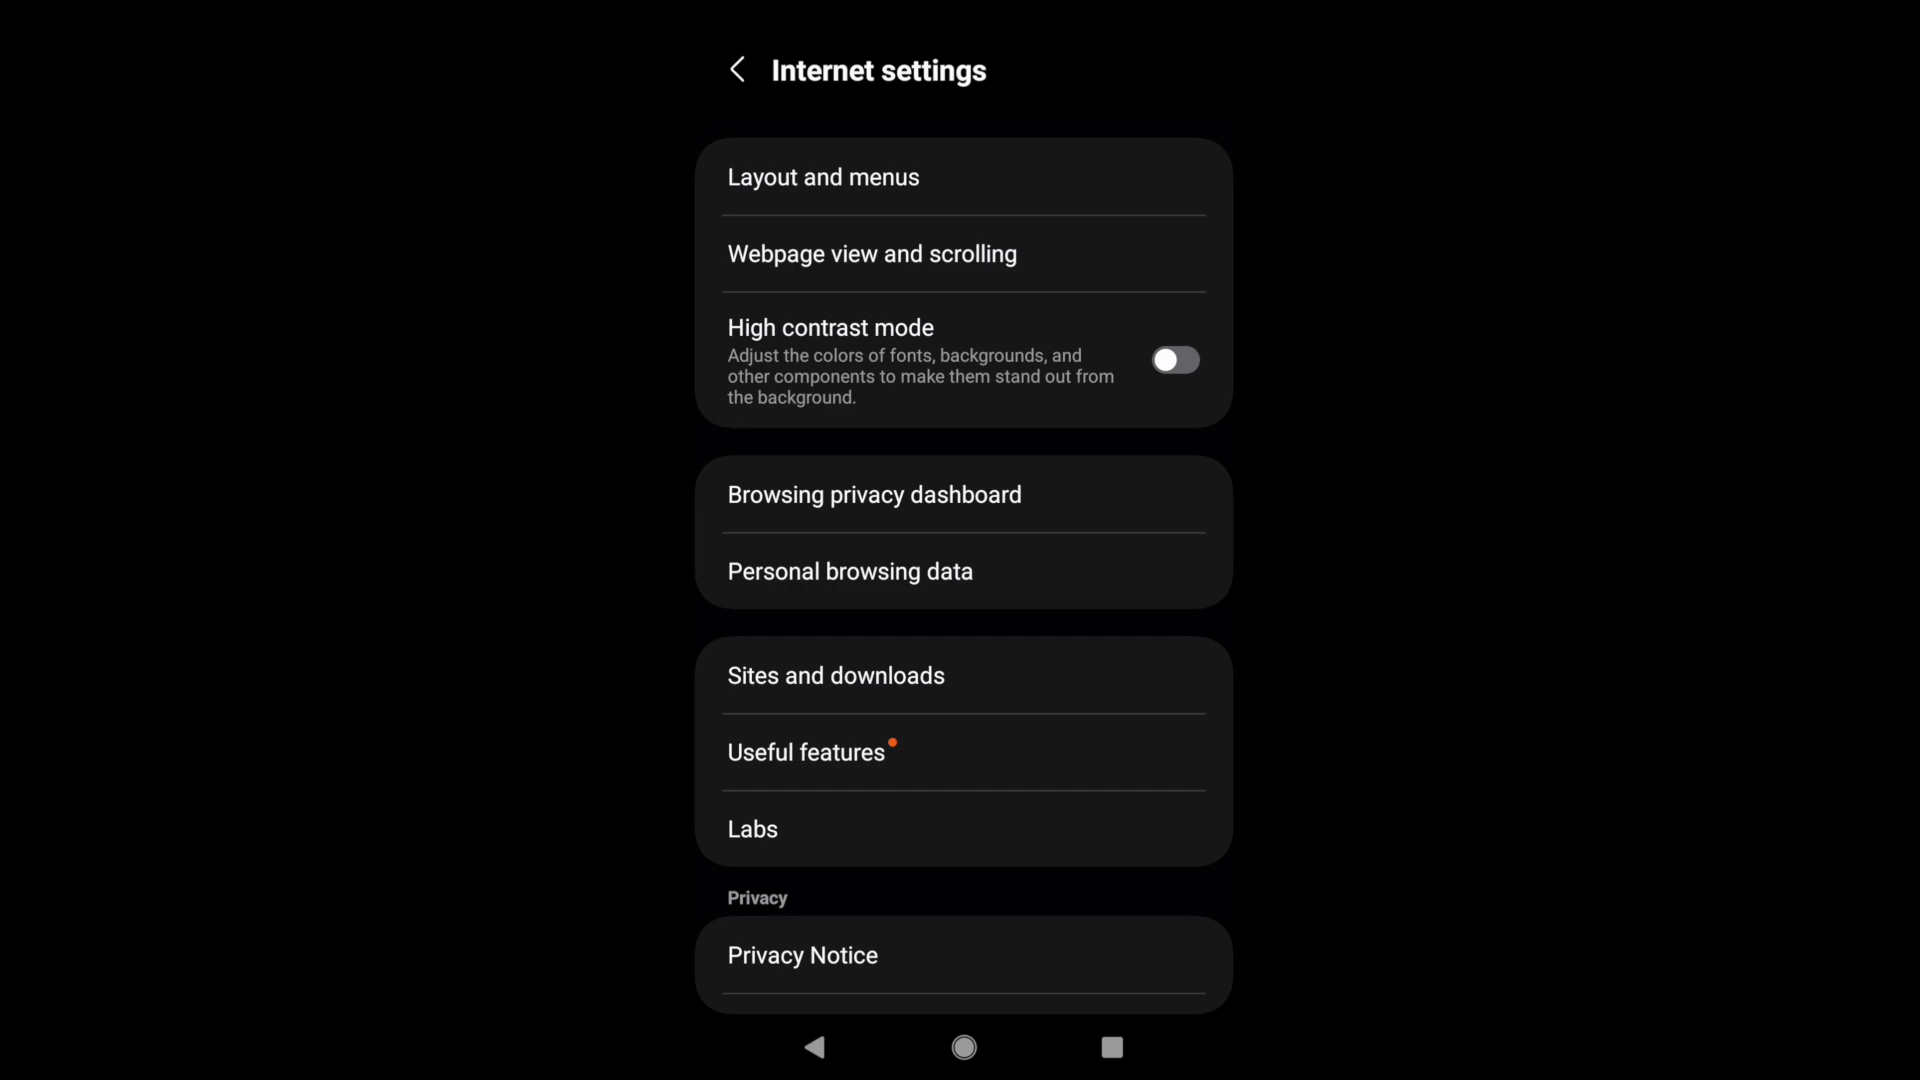 Internet settings
Layout and menus
Webpage view and scrolling
High contrast mode
Adjust the colors of fonts, backgrounds, and
other components to make them stand out from
the background.
Browsing privacy dashboard
Personal browsing data
Sites and downloads
Useful features
Labs
Privacy
Privacy Notice